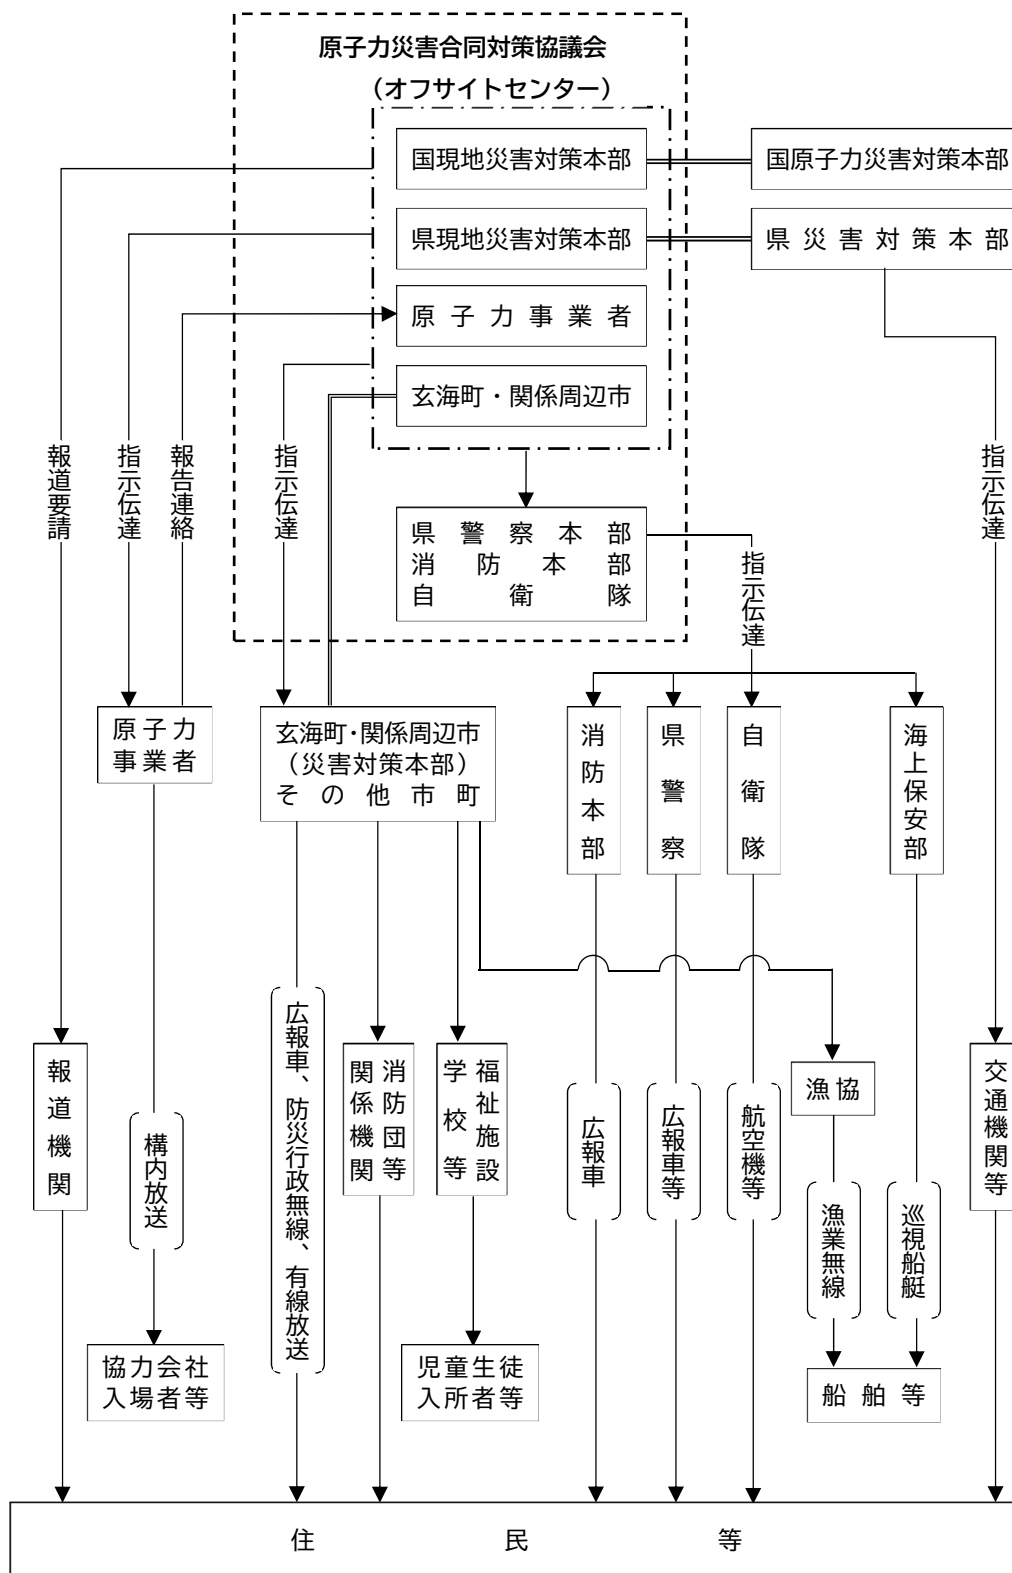 原子力災害合同対策協議会
（オフサイトセンター）
国現地災害対策本部
国原子力災害対策本部
県現地災害対策本部
県災害対策本部
原子力事業者
玄海町・関係周辺市
報道要請
指示伝達
報告連絡
指示伝達
指示伝達
県警察本部
消防本部
自衛隊
指示伝達
原子力
事業者
玄海町・関係周辺市
（災害対策本部）
その他市町
消防本部
県警察
自衛隊
海上保安部
報道機関
構内放送
広報車、防災行政無線、有線放送
消防団等
関係機関
福祉施設
学校等
広報車
広報車等
航空機等
漁協
交通機関等
漁業無線
巡視船艇
協力会社
入場者等
児童生徒
入所者等
船舶等
住民等